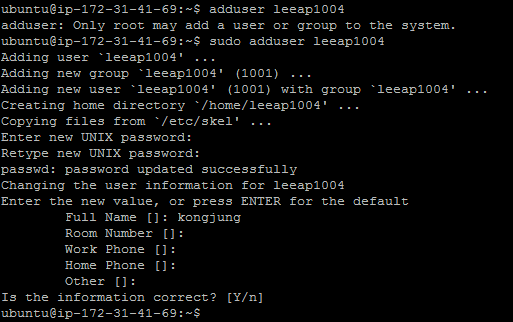 ubuntu@ip-172-31-41-69:~$ adduser leeap1004
adduser: Only root may add a user or group to the system.
ubuntu@ip-172-31-41-69:~$ sudo adduser leeap1004
Adding user `leeap1004' ...
Adding new group `leeap1004' (1001) ...
Adding new user `leeap1004' (1001) with group `leeap1004' ...
Creating home directory `/home/leeap1004' ...
Copying files from `/etc/skel' ...
Enter new UNIX password:
Retype new UNIX password:
passwd: password updated successfully
Changing the user information for leeap1004
Enter the new value, or press ENTER for the default
        Full Name []: kongjung
        Room Number []:
        Work Phone []:
        Home Phone []:
        Other []:
Is the information correct? [Y/n]
ubuntu@ip-172-31-41-69:~$